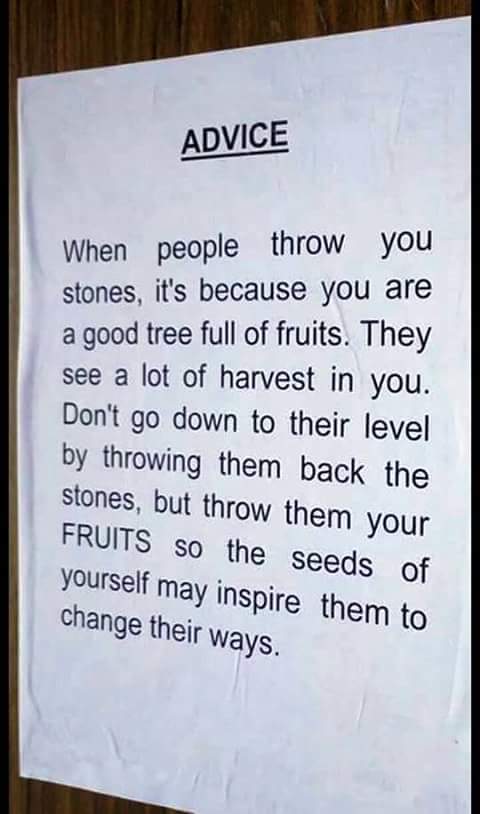 ADVICE
When people throw you
stones, it's because you are
a good tree full of fruits. They
see a lot of harvest in you.
Don't go down to their level
by throwing them back the
stones, but throw them your
FRUITS so the seeds of
yourself may inspire them to
change their ways.